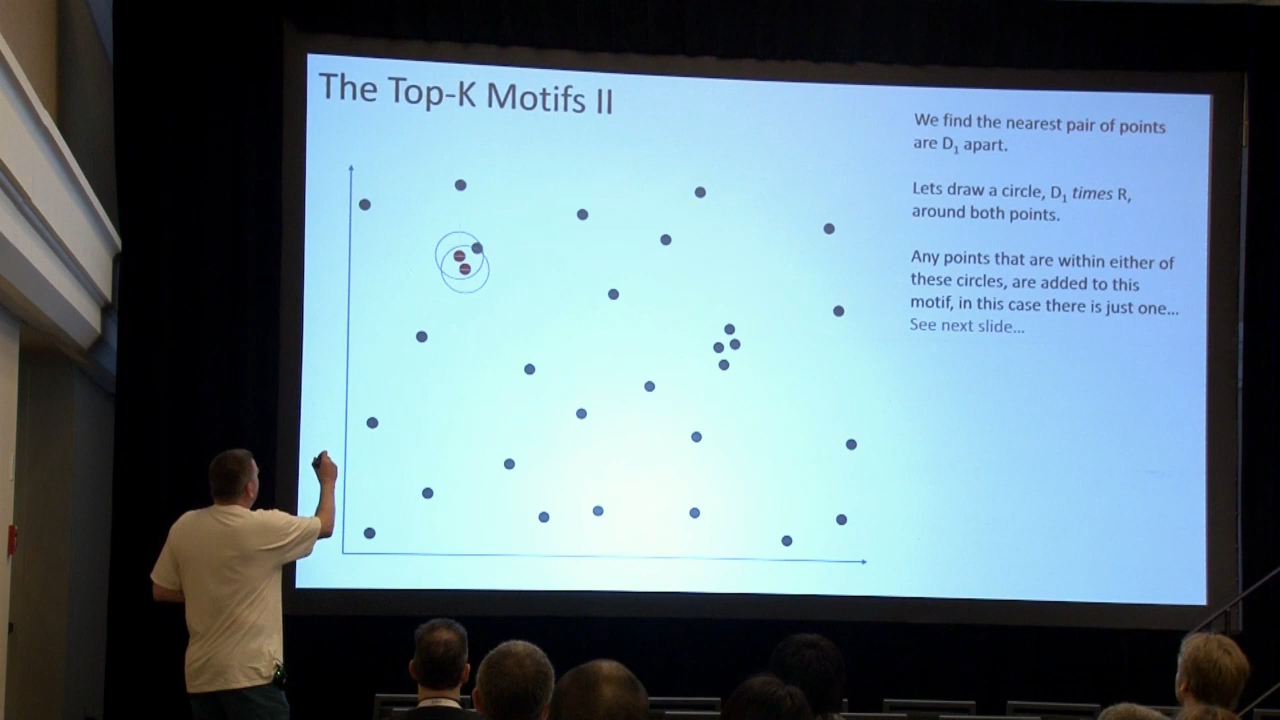 The Top-K Motifs II
We find the nearest pair of points
are D₁ apart.
Lets draw a circle, D₁ times R,
around both points.
Any points that are within either of
these circles, are added to this
motif, in this case there is just one...
See next slide...